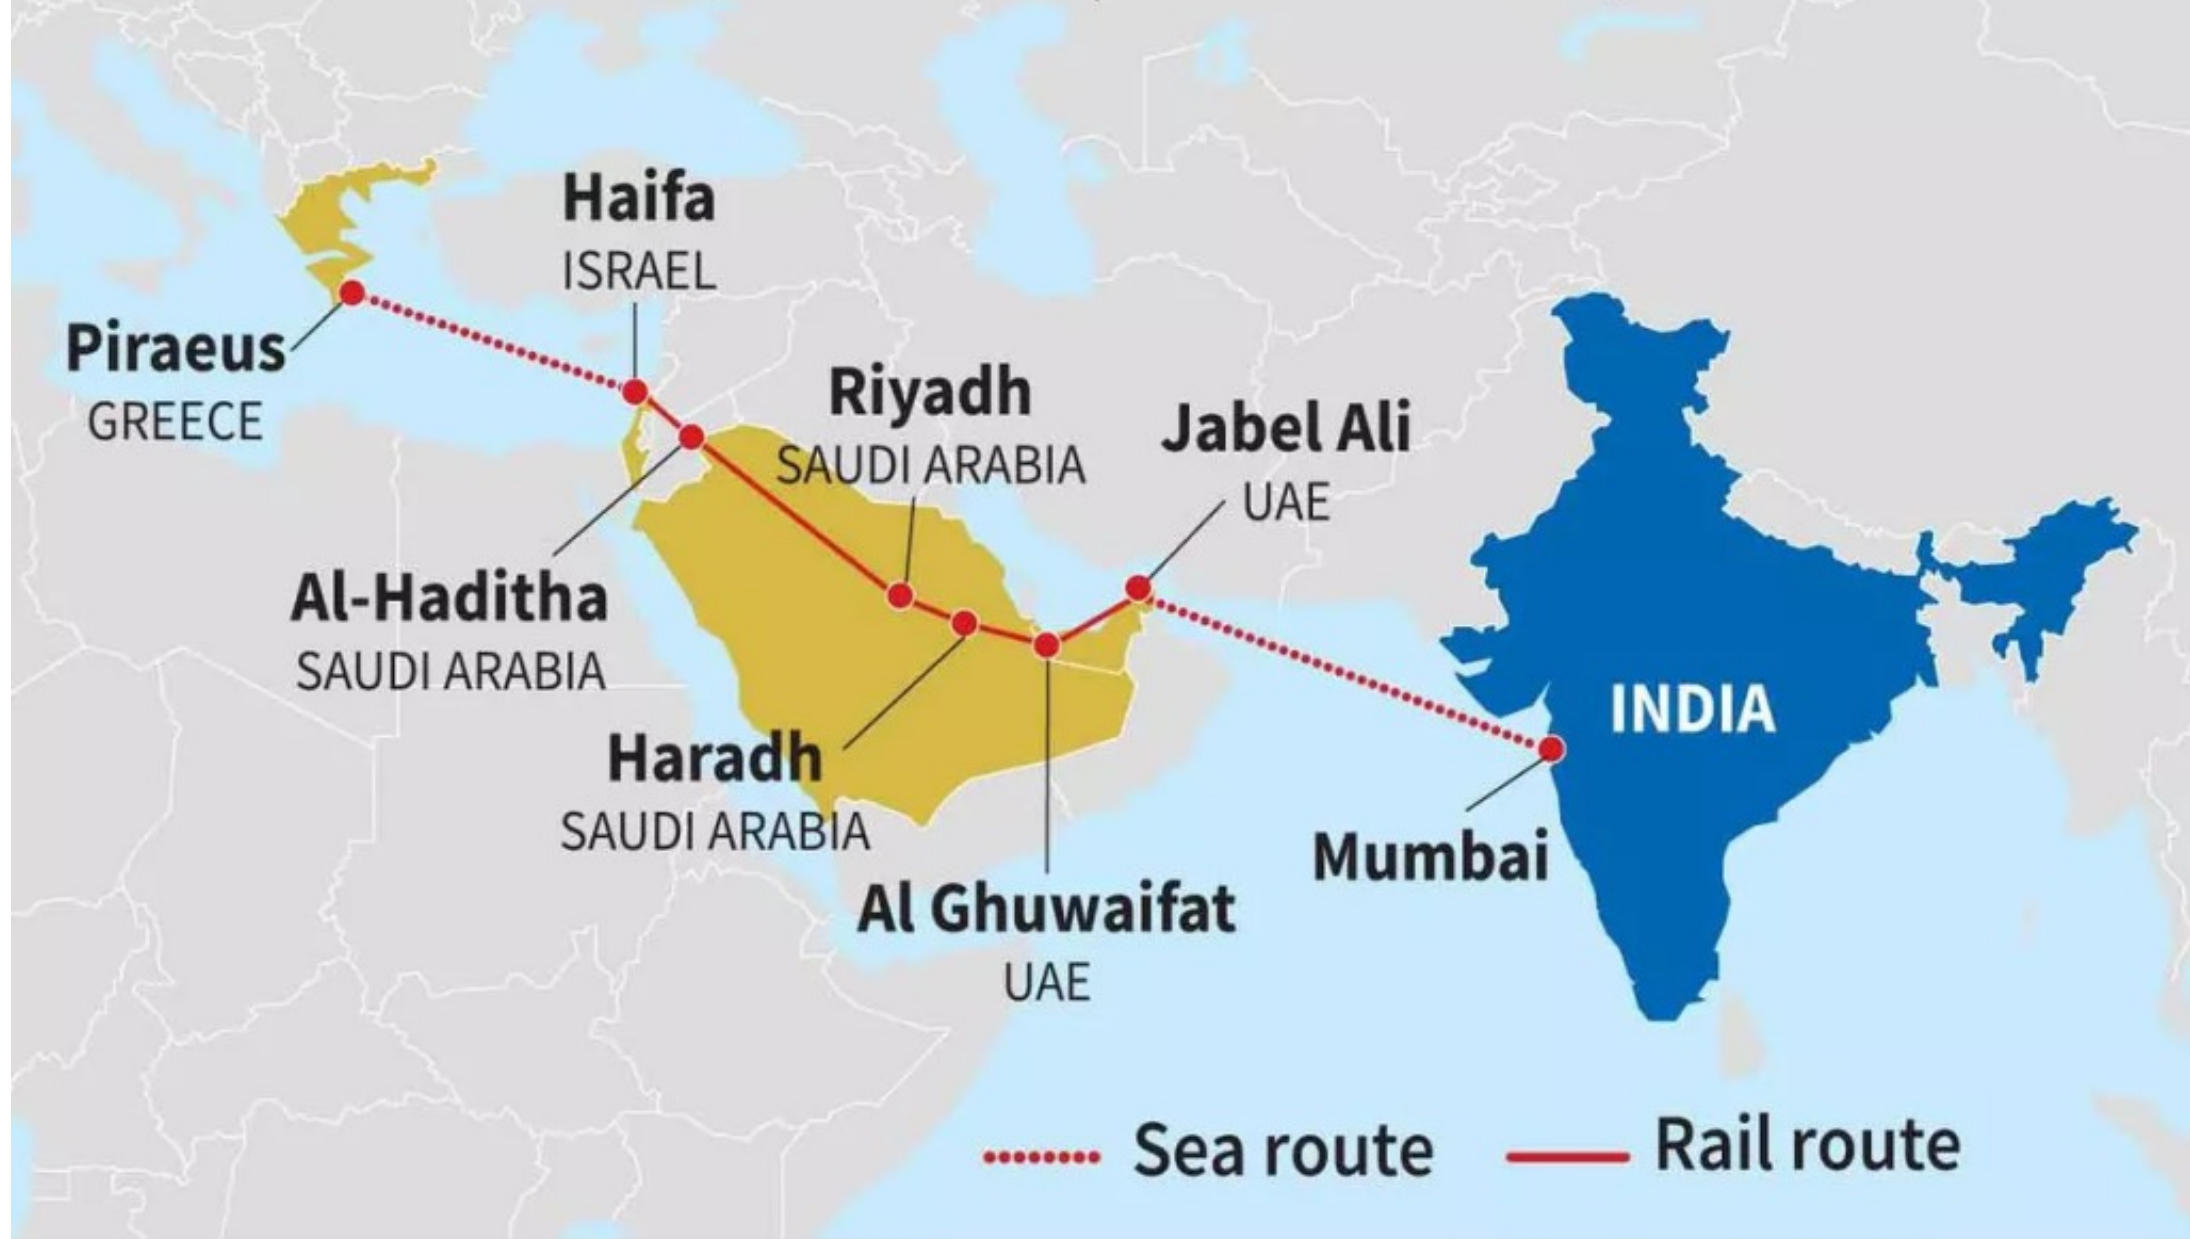 Haifa
ISRAEL
Piraeus
GREECE
Riyadh
SAUDI ARABIA
Jabel Ali
UAE
Al-Haditha
SAUDI ARABIA
Haradh
SAUDI ARABIA
INDIA
Mumbai
Al Ghuwaifat
UAE
Sea route
Rail route